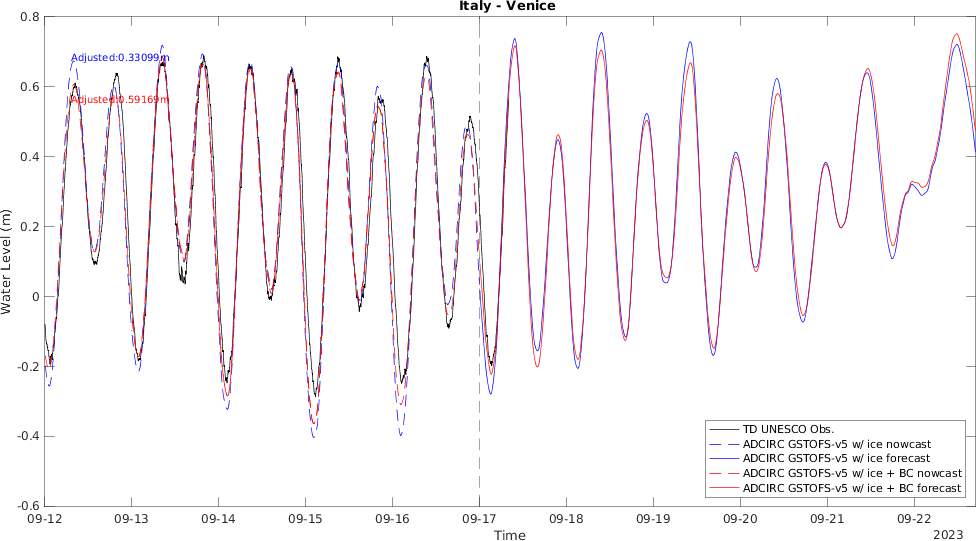 Italy - Venice
0.8
0.6
0.4
0.2
0
-0.2
-0.4
-0.6
Water Level (m)
Adjusted:0.33099m
Adjusted:0.59169m
TD UNESCO Obs.
ADCIRC GSTOFS-v5 w/ ice nowcast
ADCIRC GSTOFS-v5 w/ ice forecast
ADCIRC GSTOFS-v5 w/ ice + BC nowcast
ADCIRC GSTOFS-v5 w/ ice + BC forecast
09-12 09-13 09-14 09-15 09-16 09-17 09-18 09-19 09-20 09-21 09-22
Time
2023